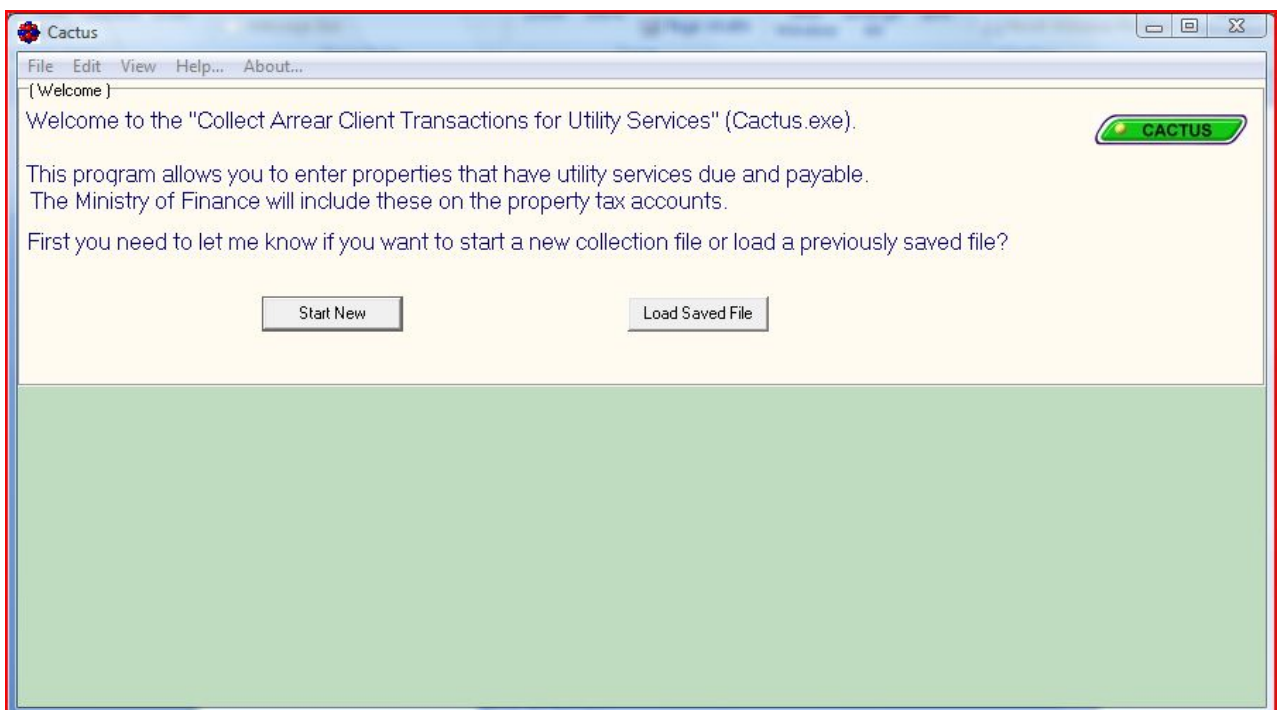 Cactus
File Edit View Help... About...
( Welcome )
Welcome to the "Collect Arrear Client Transactions for Utility Services" (Cactus.exe).
CACTUS
This program allows you to enter properties that have utility services due and payable.
The Ministry of Finance will include these on the property tax accounts.
First you need to let me know if you want to start a new collection file or load a previously saved file?
Start New
Load Saved File